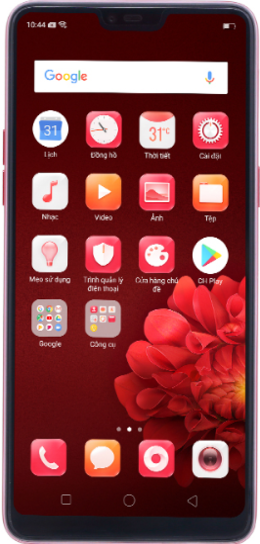 10:44
Google
31
31°C
Lịch
Đồng hồ
Thời tiết
Cài đặt
Nhạc
Video
Ảnh
Tệp
Mẹo sử dụng
Trình quản lý
điện thoại
Cửa hàng chủ
đề
CH Play
Google
Công cụ